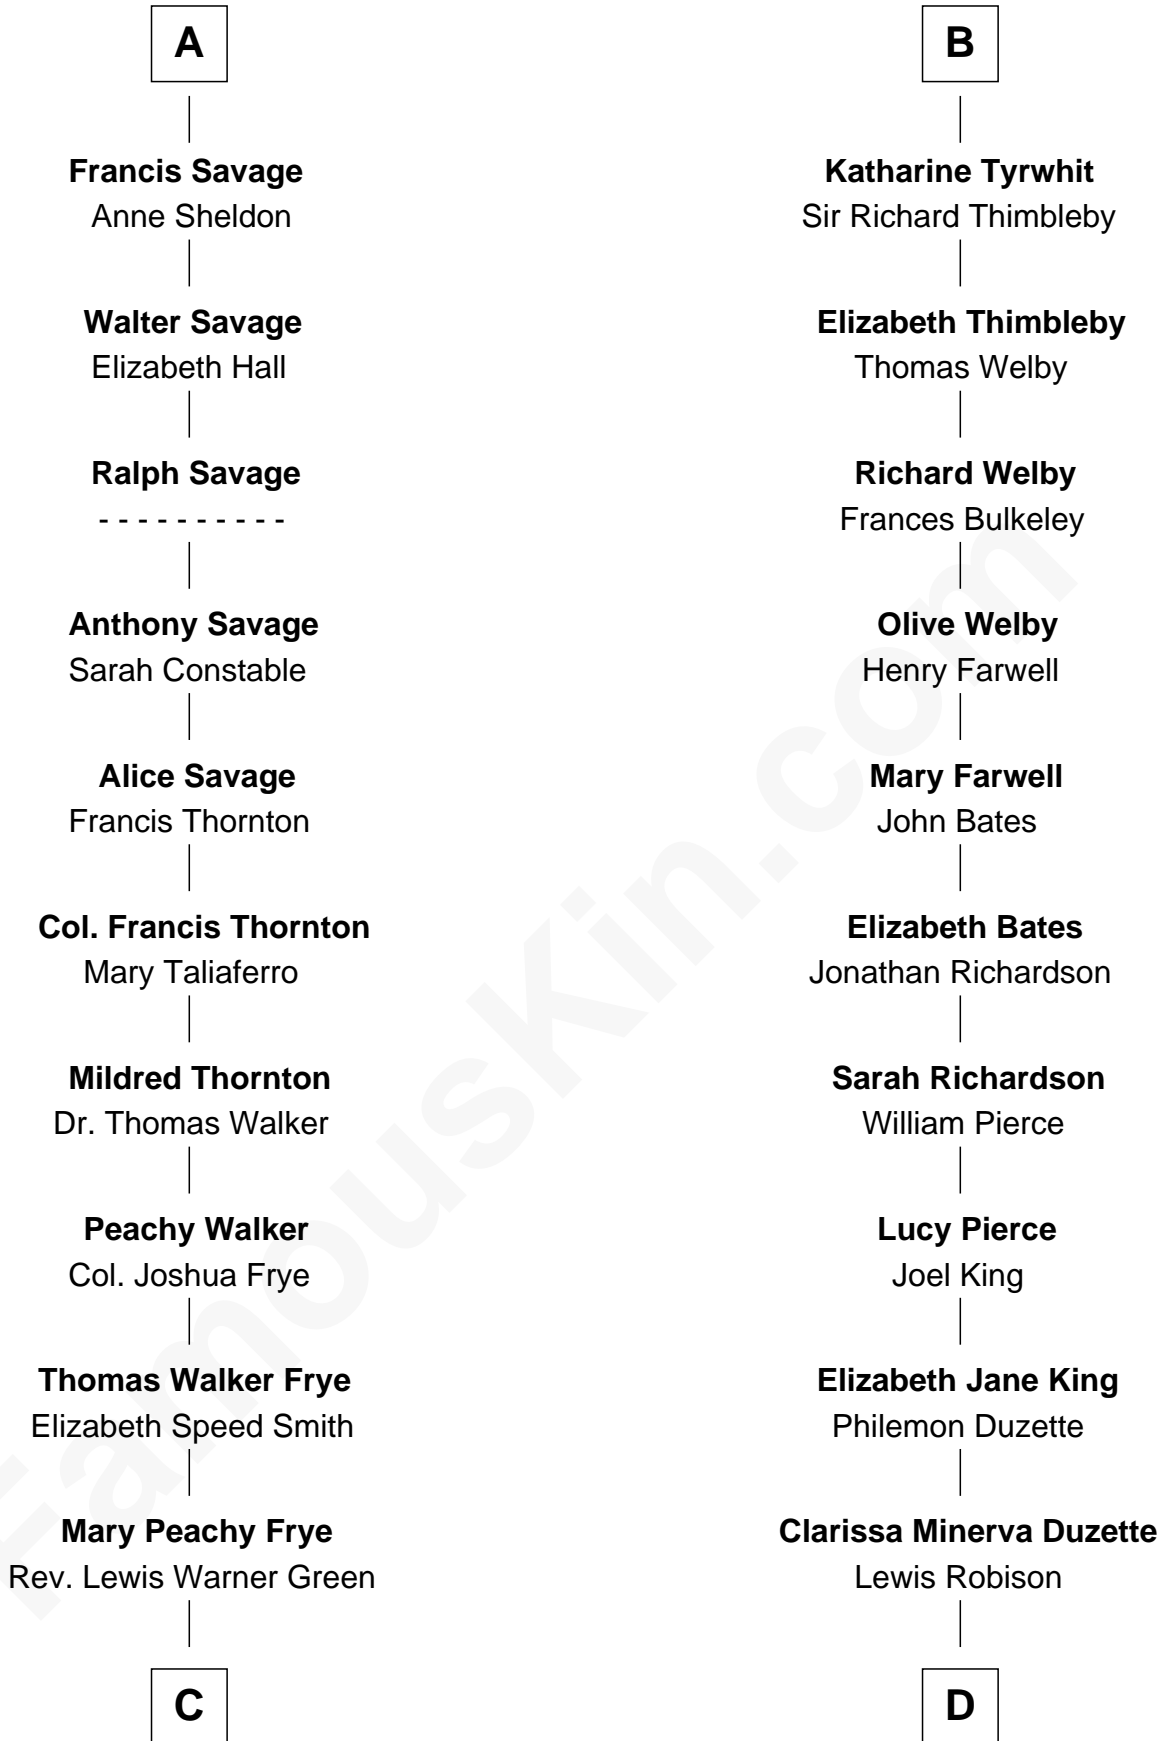 A
Francis Savage
Anne Sheldon
Walter Savage
Elizabeth Hall
Ralph Savage
- - - - - - - - - -
Anthony Savage
Sarah Constable
Alice Savage
Francis Thornton
Col. Francis Thornton
Mary Taliaferro
Mildred Thornton
Dr. Thomas Walker
Peachy Walker
Col. Joshua Frye
Thomas Walker Frye
Elizabeth Speed Smith
Mary Peachy Frye
Rev. Lewis Warner Green
C
B
Katharine Tyrwhit
Sir Richard Thimbleby
Elizabeth Thimbleby
Thomas Welby
Richard Welby
Frances Bulkeley
Olive Welby
Henry Farwell
Mary Farwell
John Bates
Elizabeth Bates
Jonathan Richardson
Sarah Richardson
William Pierce
Lucy Pierce
Joel King
Elizabeth Jane King
Philemon Duzette
Clarissa Minerva Duzette
Lewis Robison
D
FamousKin.com